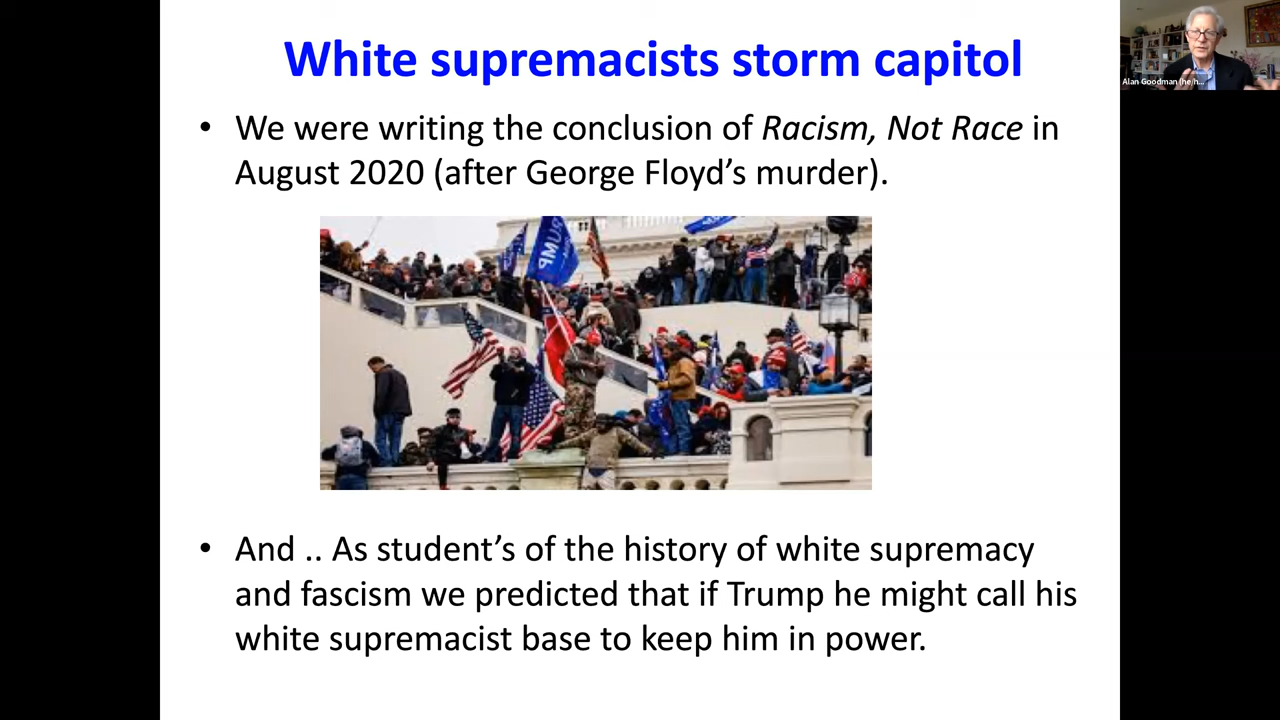 White supremacists storm capitol
Alan Goodman (he/h...
• We were writing the conclusion of Racism, Not Race in
August 2020 (after George Floyd's murder).
TRUMP
• And .. As student's of the history of white supremacy
and fascism we predicted that if Trump he might call his
white supremacist base to keep him in power.